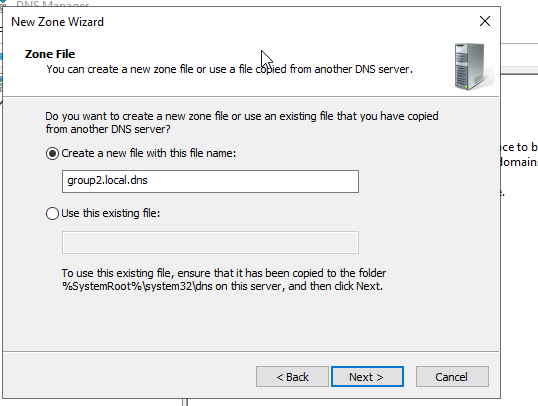 DNS Manager
New Zone Wizard
Zone File
You can create a new zone file or use a file copied from another DNS server.
Do you want to create a new zone file or use an existing file that you have copied
from another DNS server?
Create a new file with this file name:
group2.local.dns
Use this existing file:
To use this existing file, ensure that it has been copied to the folder
%SystemRoot%\system32\dns on this server, and then click Next.
< Back
Next >
Cancel
to b